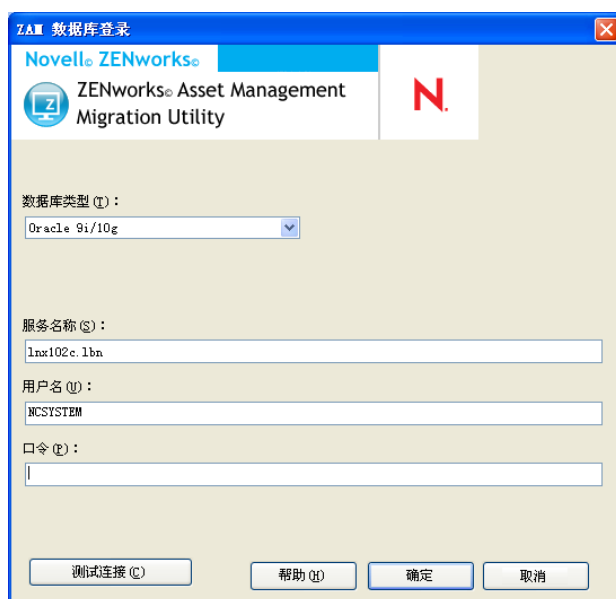 ZAM 数据库登录
Novell® ZENworks®
ZENworks® Asset Management
Migration Utility
N.
数据库类型(T)：
Oracle 9i/10g
服务名称(S)：
lnx102c.lbn
用户名(U)：
NCSYSTEM
口令(P)：
测试连接(C)
帮助(H)
确定
取消